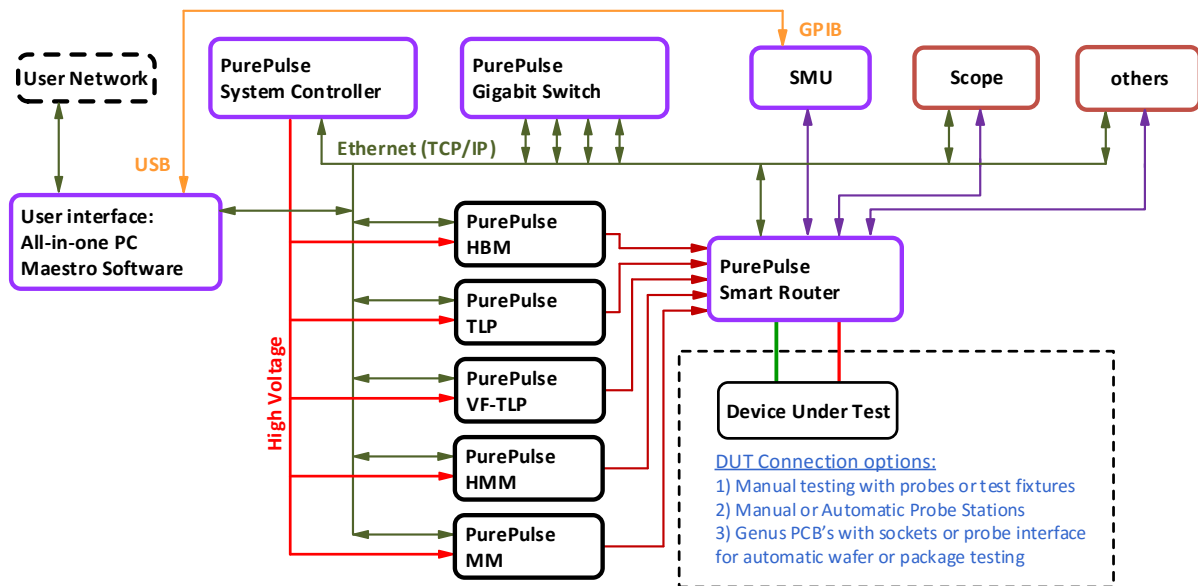 GPIB
User Network
PurePulse
System Controller
PurePulse
Gigabit Switch
SMU
Scope
others
Ethernet (TCP/IP)
USB
User interface:
All-in-one PC
Maestro Software
High Voltage
PurePulse
HBM
PurePulse
TLP
PurePulse
VF-TLP
PurePulse
HMM
PurePulse
MM
PurePulse
Smart Router
Device Under Test
DUT Connection options:
1) Manual testing with probes or test fixtures
2) Manual or Automatic Probe Stations
3) Genus PCB's with sockets or probe interface
for automatic wafer or package testing